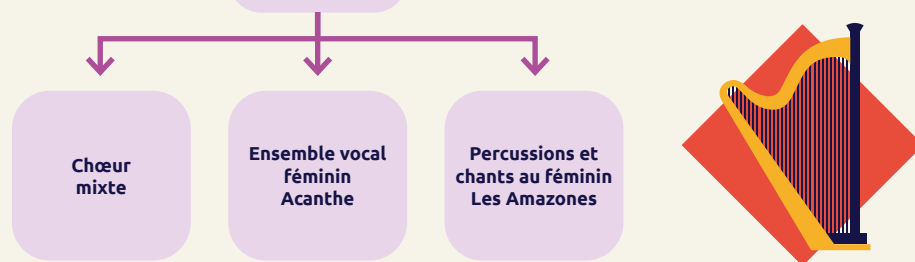 Chœur
mixte
Ensemble vocal
féminin
Acanthe
Percussions et
chants au féminin
Les Amazones